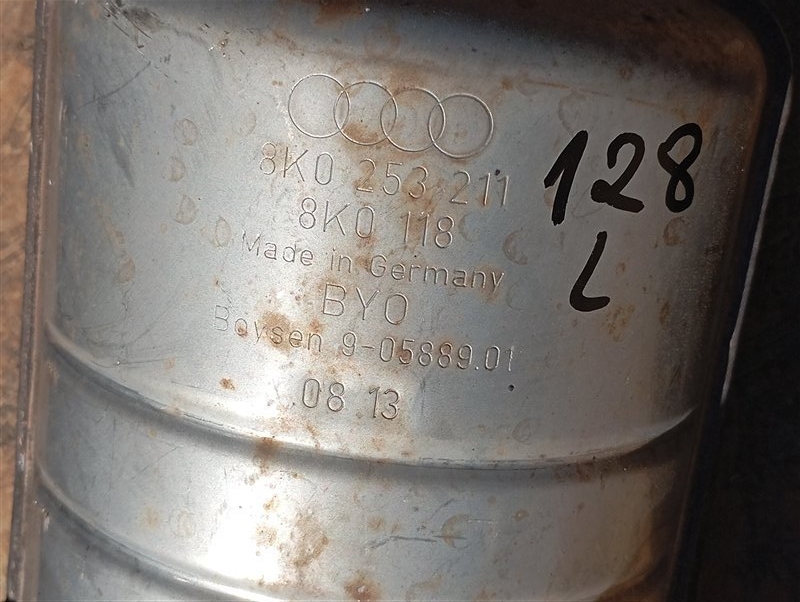 8K0 253 211
8K0 118
Made in Germany
BYO
Boysen 9-05889.01
08 13
128
L